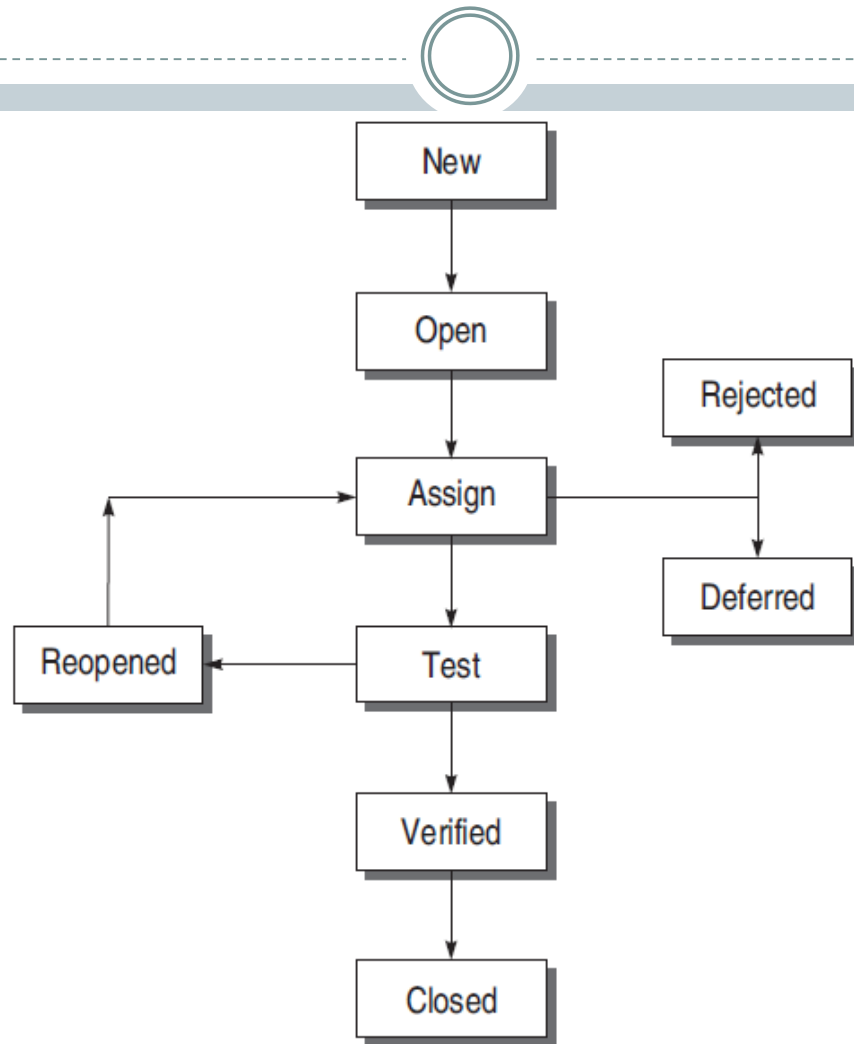 New
Open
Rejected
Assign
Deferred
Reopened
Test
Verified
Closed